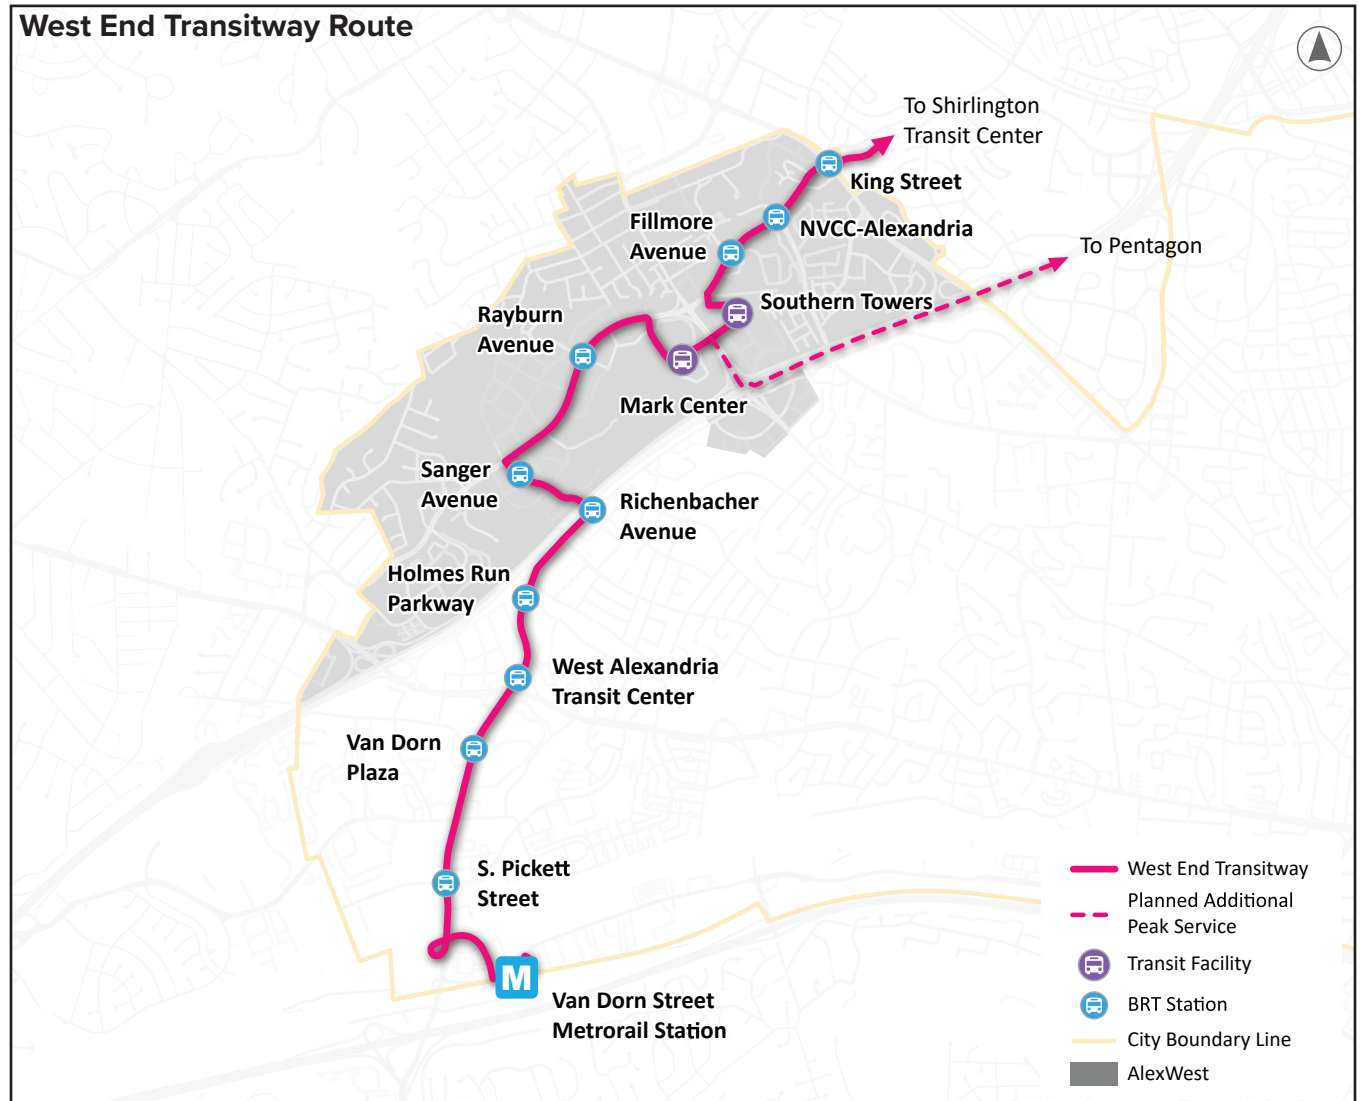 West End Transitway Route
To Shirlington
Transit Center
King Street
Fillmore
Avenue
NVCC-Alexandria
To Pentagon
Southern Towers
Rayburn
Avenue
Mark Center
Sanger
Avenue
Richenbacher
Avenue
Holmes Run
Parkway
West Alexandria
Transit Center
Van Dorn
Plaza
S. Pickett
Street
M
Van Dorn Street
Metrorail Station
West End Transitway
Planned Additional
Peak Service
Transit Facility
BRT Station
City Boundary Line
AlexWest